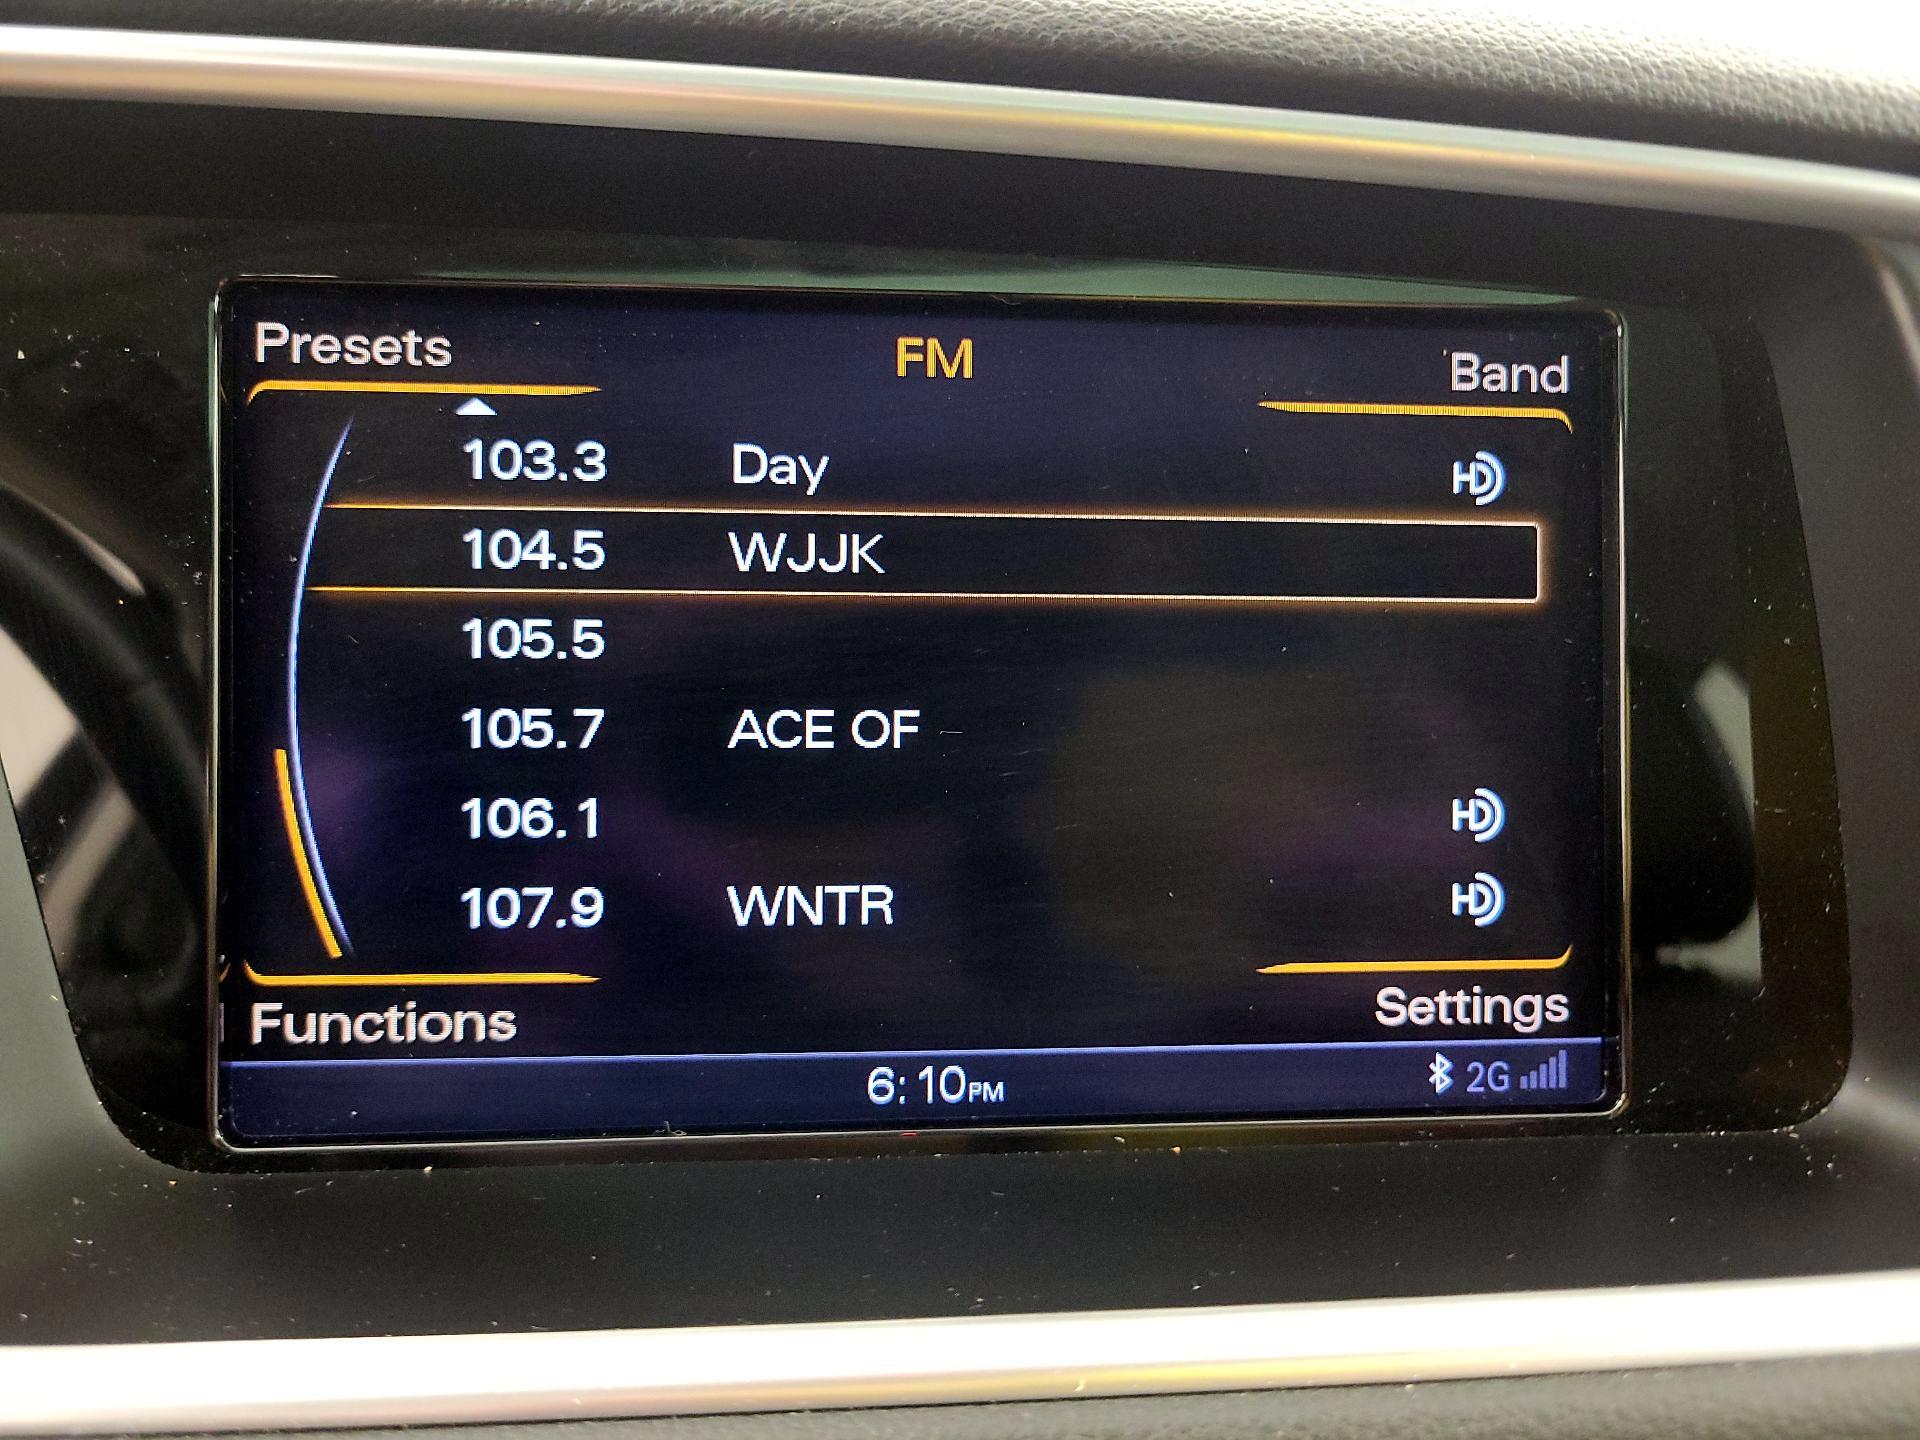 Presets FM Band
103.3 Day HD
104.5 WJJK
105.5
105.7 ACE OF
106.1 HD
107.9 WNTR HD
Functions Settings
6:10PM 2G